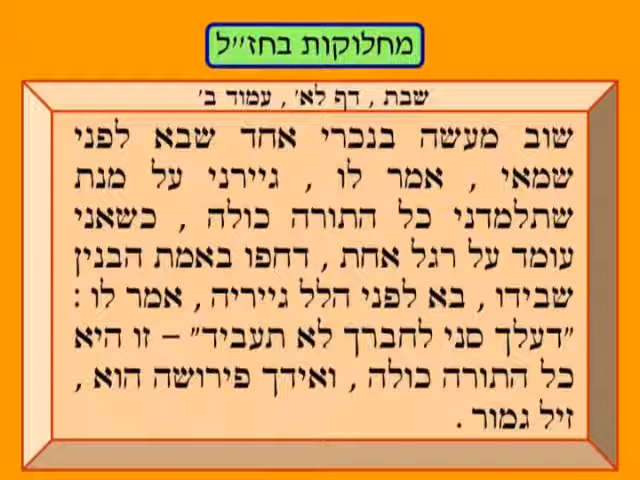 מחלוקות בחז״ל
שבת , דף לא׳ , עמוד ב׳
שוב מעשה בנכרי אחד שבא לפני
שמאי , אמר לו , גיירני על מנת
שתלמדני כל התורה כולה , כשאני
עומד על רגל אחת , דחפו באמת הבנין
שבידו , בא לפני הלל גייריה , אמר לו :
״דעלך סני לחברך לא תעביד״ – זו היא
כל התורה כולה , ואידך פירושה הוא ,
זיל גמור .